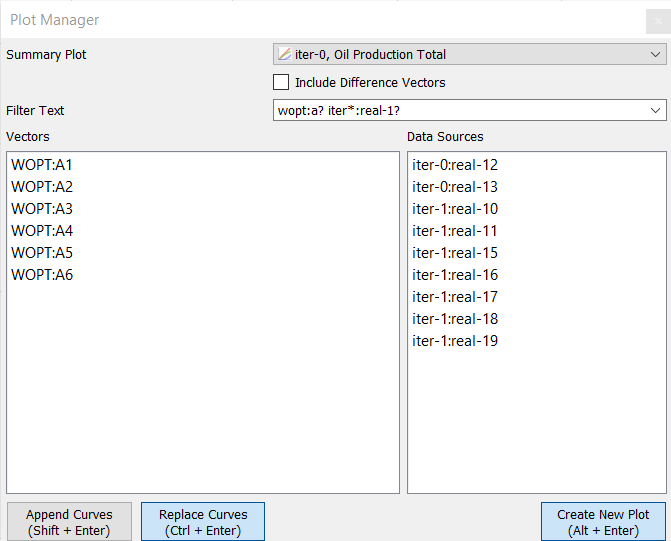 Plot Manager
Summary Plot
iter-0, Oil Production Total
Include Difference Vectors
Filter Text
wopt:a? iter*:real-1?
Vectors
WOPT:A1
WOPT:A2
WOPT:A3
WOPT:A4
WOPT:A5
WOPT:A6
Data Sources
iter-0:real-12
iter-0:real-13
iter-1:real-10
iter-1:real-11
iter-1:real-15
iter-1:real-16
iter-1:real-17
iter-1:real-18
iter-1:real-19
Append Curves
(Shift + Enter)
Replace Curves
(Ctrl + Enter)
Create New Plot
(Alt + Enter)